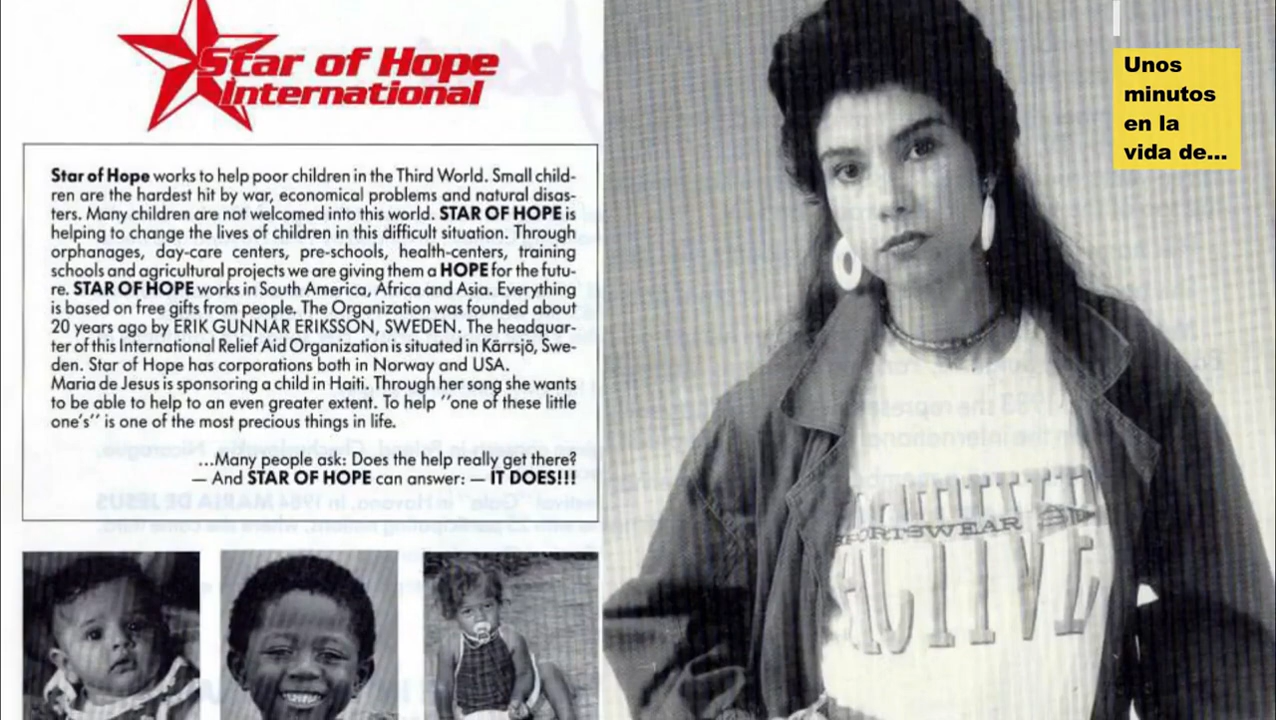 Star of Hope
International
Star of Hope works to help poor children in the Third World. Small child-
ren are the hardest hit by war, economical problems and natural disas-
ters. Many children are not welcomed into this world. STAR OF HOPE is
helping to change the lives of children in this difficult situation. Through
orphanages, day-care centers, pre-schools, health-centers, training
schools and agricultural projects we are giving them a HOPE for the futu-
re. STAR OF HOPE works in South America, Africa and Asia. Everything
is based on free gifts from people. The Organization was founded about
20 years ago by ERIK GUNNAR ERIKSSON, SWEDEN. The headquar-
ter of this International Relief Aid Organization is situated in Kärrsjö, Swe-
den. Star of Hope has corporations both in Norway and USA.
Maria de Jesus is sponsoring a child in Haiti. Through her song she wants
to be able to help to an even greater extent. To help "one of these little
one's" is one of the most precious things in life.
...Many people ask: Does the help really get there?
— And STAR OF HOPE can answer: — IT DOES!!!
Unos
minutos
en la
vida de...
SPORTSWEAR
ACTIVE